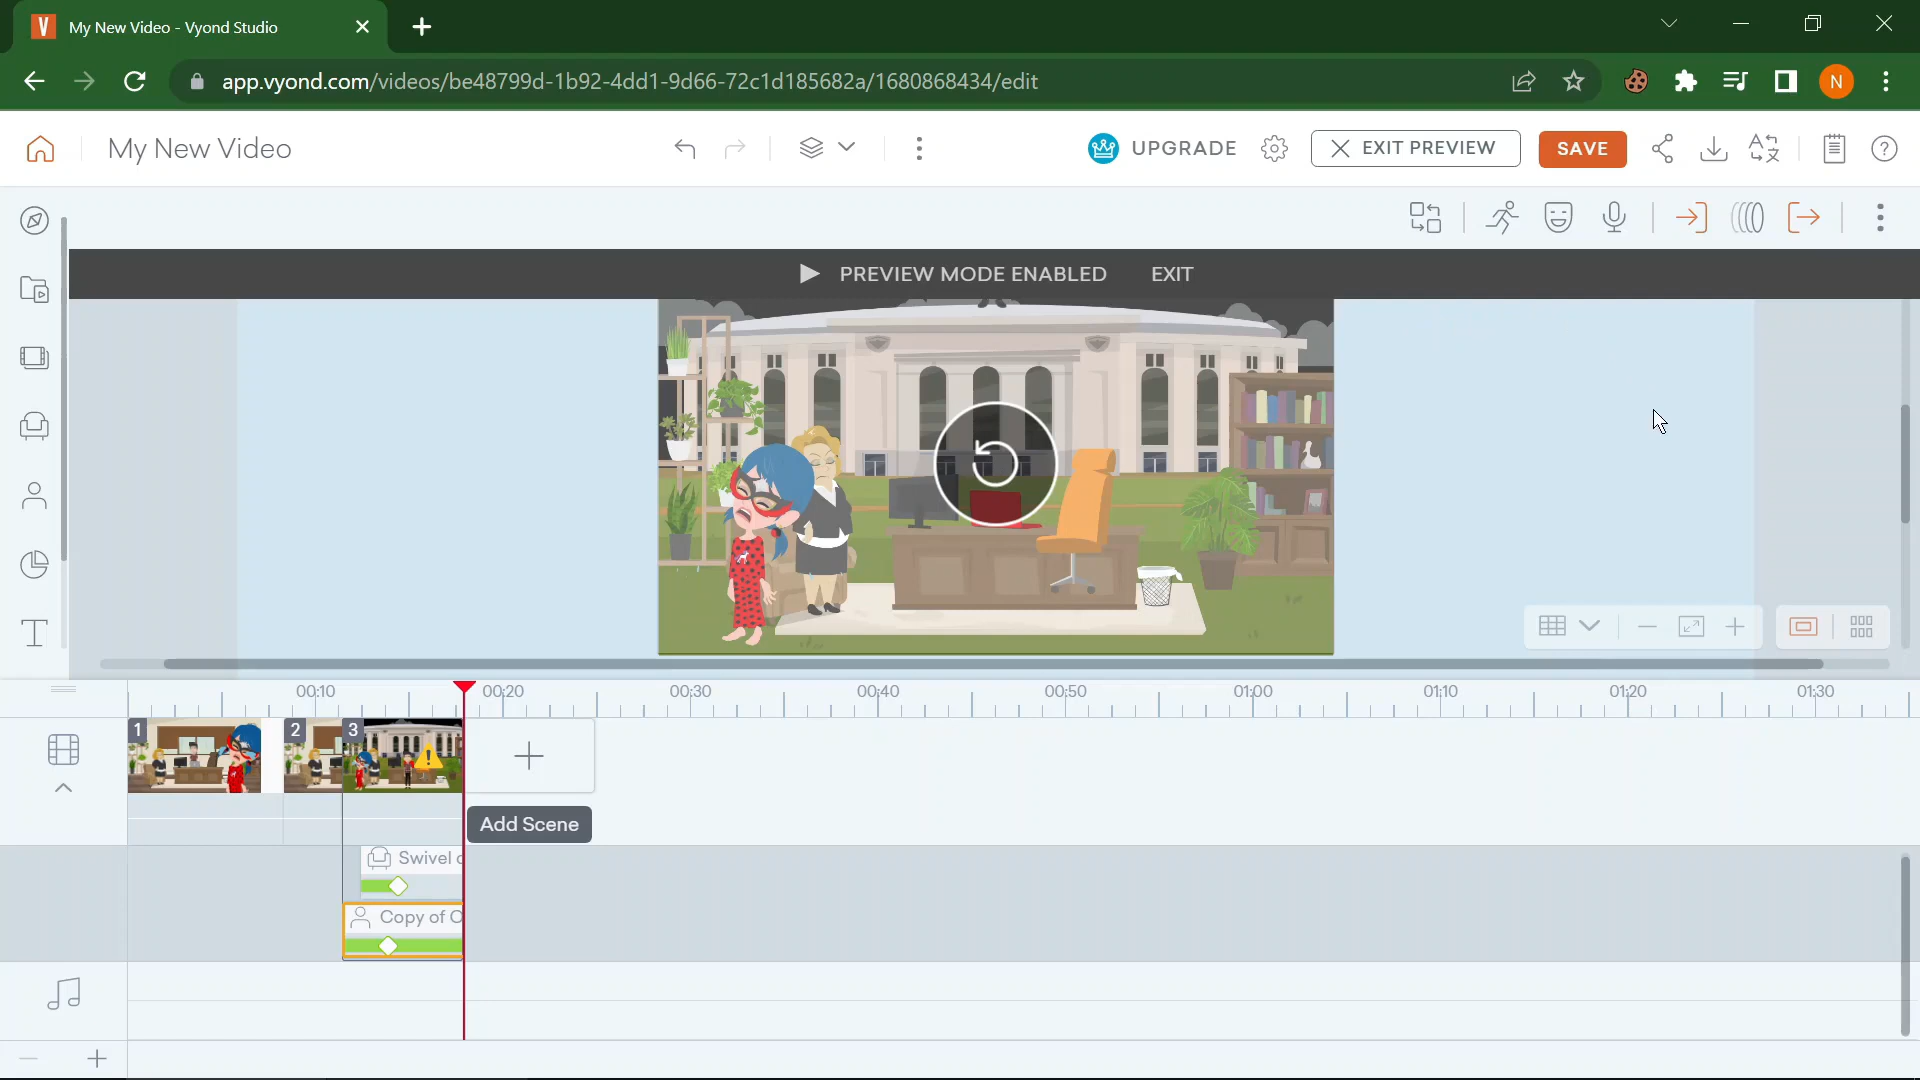 My New Video - Vyond Studio
app.vyond.com/videos/be48799d-1b92-4dd1-9d66-72c1d185682a/1680868434/edit
N
My New Video
UPGRADE
EXIT PREVIEW
SAVE
PREVIEW MODE ENABLED
EXIT
00:10
00:20
00:30
00:40
00:50
01:00
01:10
01:20
01:30
1
2
3
Add Scene
Swivel c
Copy of C